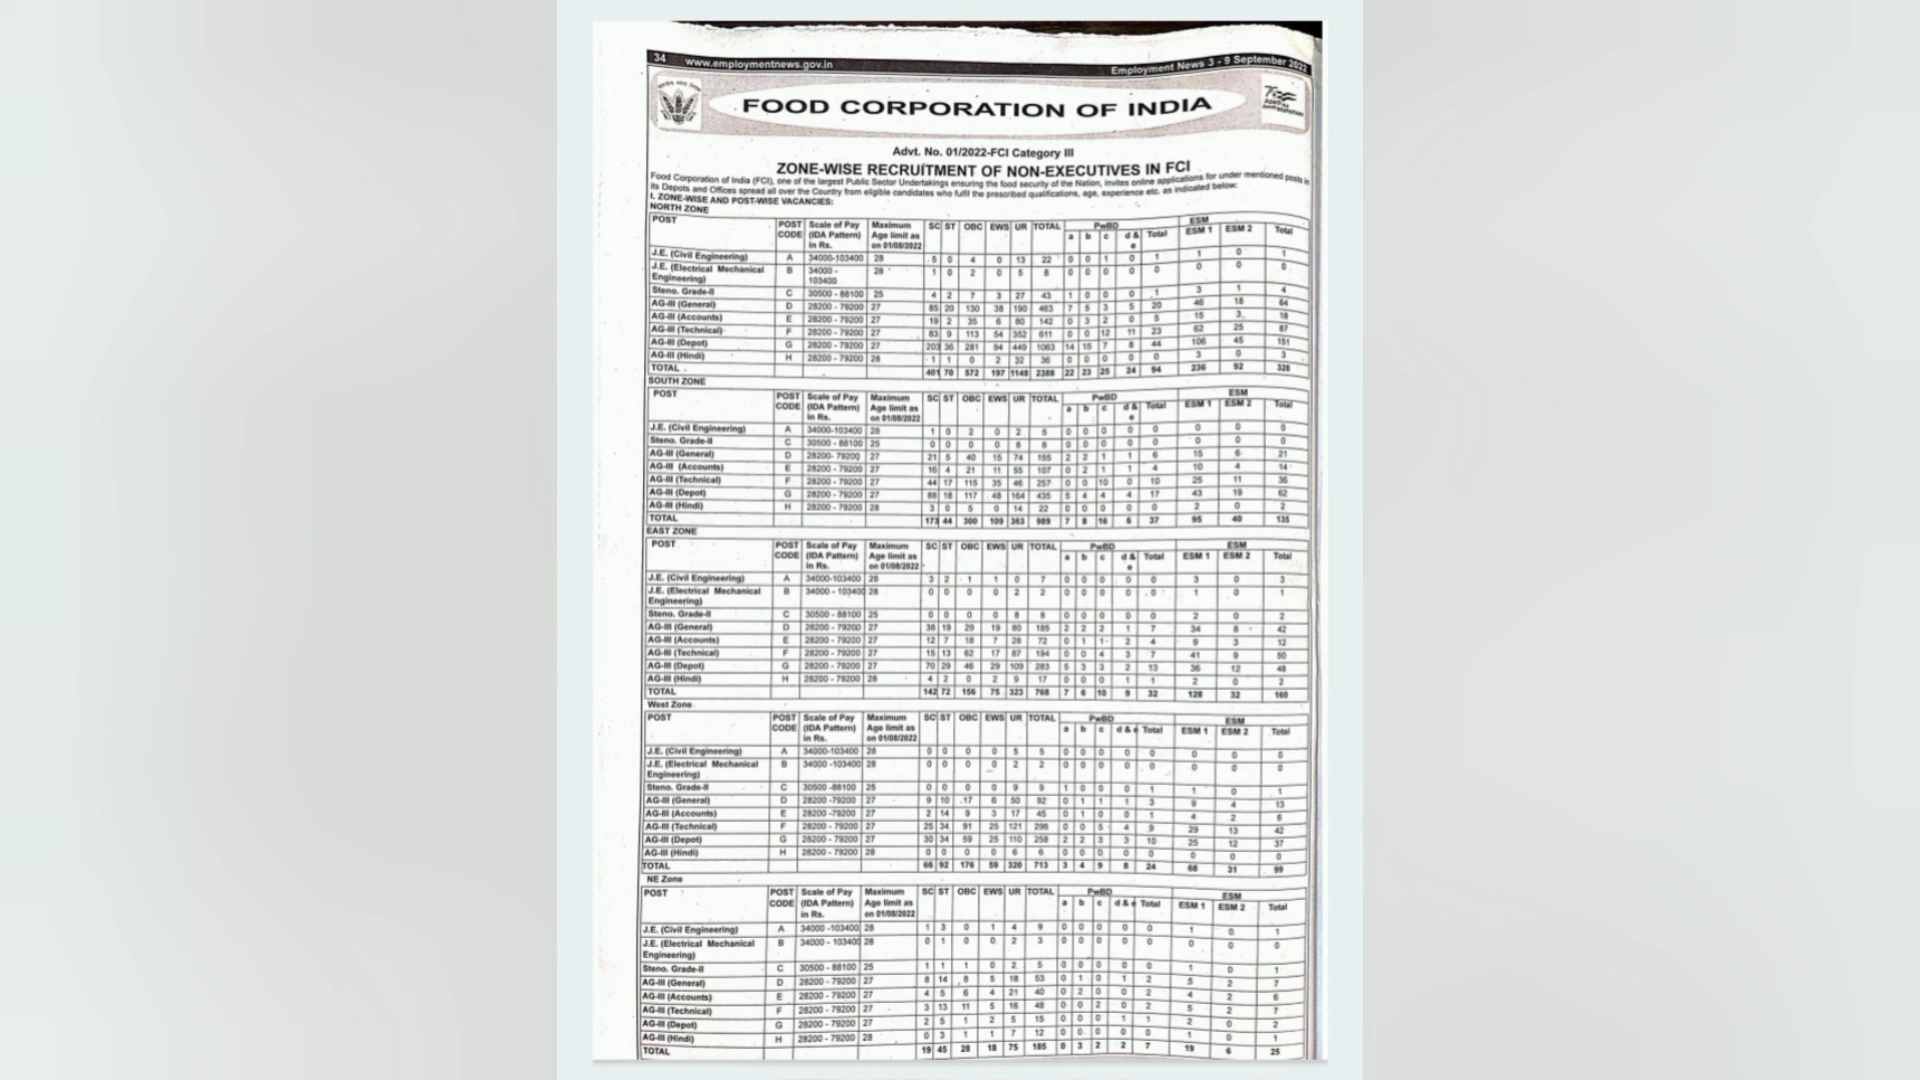 34 www.employmentnews.gov.in Employment News 3 - 9 September 2022
FOOD CORPORATION OF INDIA
Advt. No. 01/2022-FCI Category III
ZONE-WISE RECRUITMENT OF NON-EXECUTIVES IN FCI
Food Corporation of India (FCI), one of the largest Public Sector Undertakings ensuring the food security of the Nation, invites online applications for under mentioned posts in
its Depots and Offices spread all over the Country from eligible candidates who fulfil the prescribed qualifications, age, experience etc. as indicated below:
I. ZONE-WISE AND POST-WISE VACANCIES:
NORTH ZONE
POST POST CODE Scale of Pay (IDA Pattern) in Rs. Maximum Age limit as on 01/08/2022 SC ST OBC EWS UR TOTAL PwBD a b c d & e Total ESM ESM 1 ESM 2 Total
J.E. (Civil Engineering) A 34000-103400 28 5 0 4 0 13 22 0 0 1 0 1 1 0 1
J.E. (Electrical Mechanical Engineering) B 34000 - 103400 28 1 0 2 0 5 8 0 0 0 0 0 0 0 0
Steno. Grade-II C 30500 - 88100 25 4 2 7 3 27 43 1 0 0 0 1 3 1 4
AG-III (General) D 28200 - 79200 27 85 20 130 38 190 463 7 5 3 5 20 46 18 64
AG-III (Accounts) E 28200 - 79200 27 19 2 35 6 80 142 0 3 2 0 5 15 3 18
AG-III (Technical) F 28200 - 79200 27 83 9 113 54 352 611 0 0 12 11 23 62 25 87
AG-III (Depot) G 28200 - 79200 27 203 36 281 94 449 1063 14 15 7 8 44 106 45 151
AG-III (Hindi) H 28200 - 79200 28 1 1 0 2 32 36 0 0 0 0 0 3 0 3
TOTAL 401 70 572 197 1148 2388 22 23 25 24 94 236 92 328
SOUTH ZONE
POST POST CODE Scale of Pay (IDA Pattern) in Rs. Maximum Age limit as on 01/08/2022 SC ST OBC EWS UR TOTAL PwBD a b c d & e Total ESM ESM 1 ESM 2 Total
J.E. (Civil Engineering) A 34000-103400 28 1 0 2 0 2 5 0 0 0 0 0 0 0 0
Steno. Grade-II C 30500 - 88100 25 0 0 0 0 8 8 0 0 0 0 0 0 0 0
AG-III (General) D 28200- 79200 27 21 5 40 15 74 155 2 2 1 1 6 15 6 21
AG-III (Accounts) E 28200 - 79200 27 16 4 21 11 55 107 0 2 1 1 4 10 4 14
AG-III (Technical) F 28200 - 79200 27 44 17 115 35 46 257 0 0 10 0 10 25 11 36
AG-III (Depot) G 28200 - 79200 27 88 18 117 48 164 435 5 4 4 4 17 43 19 62
AG-III (Hindi) H 28200 - 79200 28 3 0 5 0 14 22 0 0 0 0 0 2 0 2
TOTAL 173 44 300 109 363 989 7 8 16 6 37 95 40 135
EAST ZONE
POST POST CODE Scale of Pay (IDA Pattern) in Rs. Maximum Age limit as on 01/08/2022 SC ST OBC EWS UR TOTAL PwBD a b c d & e Total ESM ESM 1 ESM 2 Total
J.E. (Civil Engineering) A 34000-103400 28 3 2 1 1 0 7 0 0 0 0 0 3 0 3
J.E. (Electrical Mechanical Engineering) B 34000 - 103400 28 0 0 0 0 2 2 0 0 0 0 0 1 0 1
Steno. Grade-II C 30500 - 88100 25 0 0 0 0 8 8 0 0 0 0 0 2 0 2
AG-III (General) D 28200 - 79200 27 38 19 29 19 80 185 2 2 2 1 7 34 8 42
AG-III (Accounts) E 28200 - 79200 27 12 7 18 7 28 72 0 1 1 2 4 9 3 12
AG-III (Technical) F 28200 - 79200 27 15 13 62 17 87 194 0 0 4 3 7 41 9 50
AG-III (Depot) G 28200 - 79200 27 70 29 46 29 109 283 5 3 3 2 13 36 12 48
AG-III (Hindi) H 28200 - 79200 28 4 2 0 2 9 17 0 0 0 1 1 2 0 2
TOTAL 142 72 156 75 323 768 7 6 10 9 32 128 32 160
West Zone
POST POST CODE Scale of Pay (IDA Pattern) in Rs. Maximum Age limit as on 01/08/2022 SC ST OBC EWS UR TOTAL PwBD a b c d & e Total ESM ESM 1 ESM 2 Total
J.E. (Civil Engineering) A 34000-103400 28 0 0 0 0 5 5 0 0 0 0 0 0 0 0
J.E. (Electrical Mechanical Engineering) B 34000 -103400 28 0 0 0 0 2 2 0 0 0 0 0 0 0 0
Steno. Grade-II C 30500 -88100 25 0 0 0 0 9 9 1 0 0 0 1 1 0 1
AG-III (General) D 28200 -79200 27 9 10 17 6 50 92 0 1 1 1 3 9 4 13
AG-III (Accounts) E 28200 -79200 27 2 14 9 3 17 45 0 1 0 0 1 4 2 6
AG-III (Technical) F 28200 - 79200 27 25 34 91 25 121 296 0 0 5 4 9 29 13 42
AG-III (Depot) G 28200 - 79200 27 30 34 59 25 110 258 2 2 3 3 10 25 12 37
AG-III (Hindi) H 28200 - 79200 28 0 0 0 0 6 6 0 0 0 0 0 0 0 0
TOTAL 66 92 176 59 320 713 3 4 9 8 24 68 31 99
NE Zone
POST POST CODE Scale of Pay (IDA Pattern) in Rs. Maximum Age limit as on 01/08/2022 SC ST OBC EWS UR TOTAL PwBD a b c d & e Total ESM ESM 1 ESM 2 Total
J.E. (Civil Engineering) A 34000 -103400 28 1 3 0 1 4 9 0 0 0 0 0 1 0 1
J.E. (Electrical Mechanical Engineering) B 34000 - 103400 28 0 1 0 0 2 3 0 0 0 0 0 0 0 0
Steno. Grade-II C 30500 - 88100 25 1 1 1 0 2 5 0 0 0 0 0 1 0 1
AG-III (General) D 28200 - 79200 27 8 14 8 5 18 53 0 1 0 1 2 5 2 7
AG-III (Accounts) E 28200 - 79200 27 4 5 6 4 21 40 0 2 0 0 2 4 2 6
AG-III (Technical) F 28200 - 79200 27 3 13 11 5 16 48 0 0 2 0 2 5 2 7
AG-III (Depot) G 28200 - 79200 27 2 5 1 2 5 15 0 0 0 1 1 2 0 2
AG-III (Hindi) H 28200 - 79200 28 0 3 1 1 7 12 0 0 0 0 0 1 0 1
TOTAL 19 45 28 18 75 185 0 3 2 2 7 19 6 25